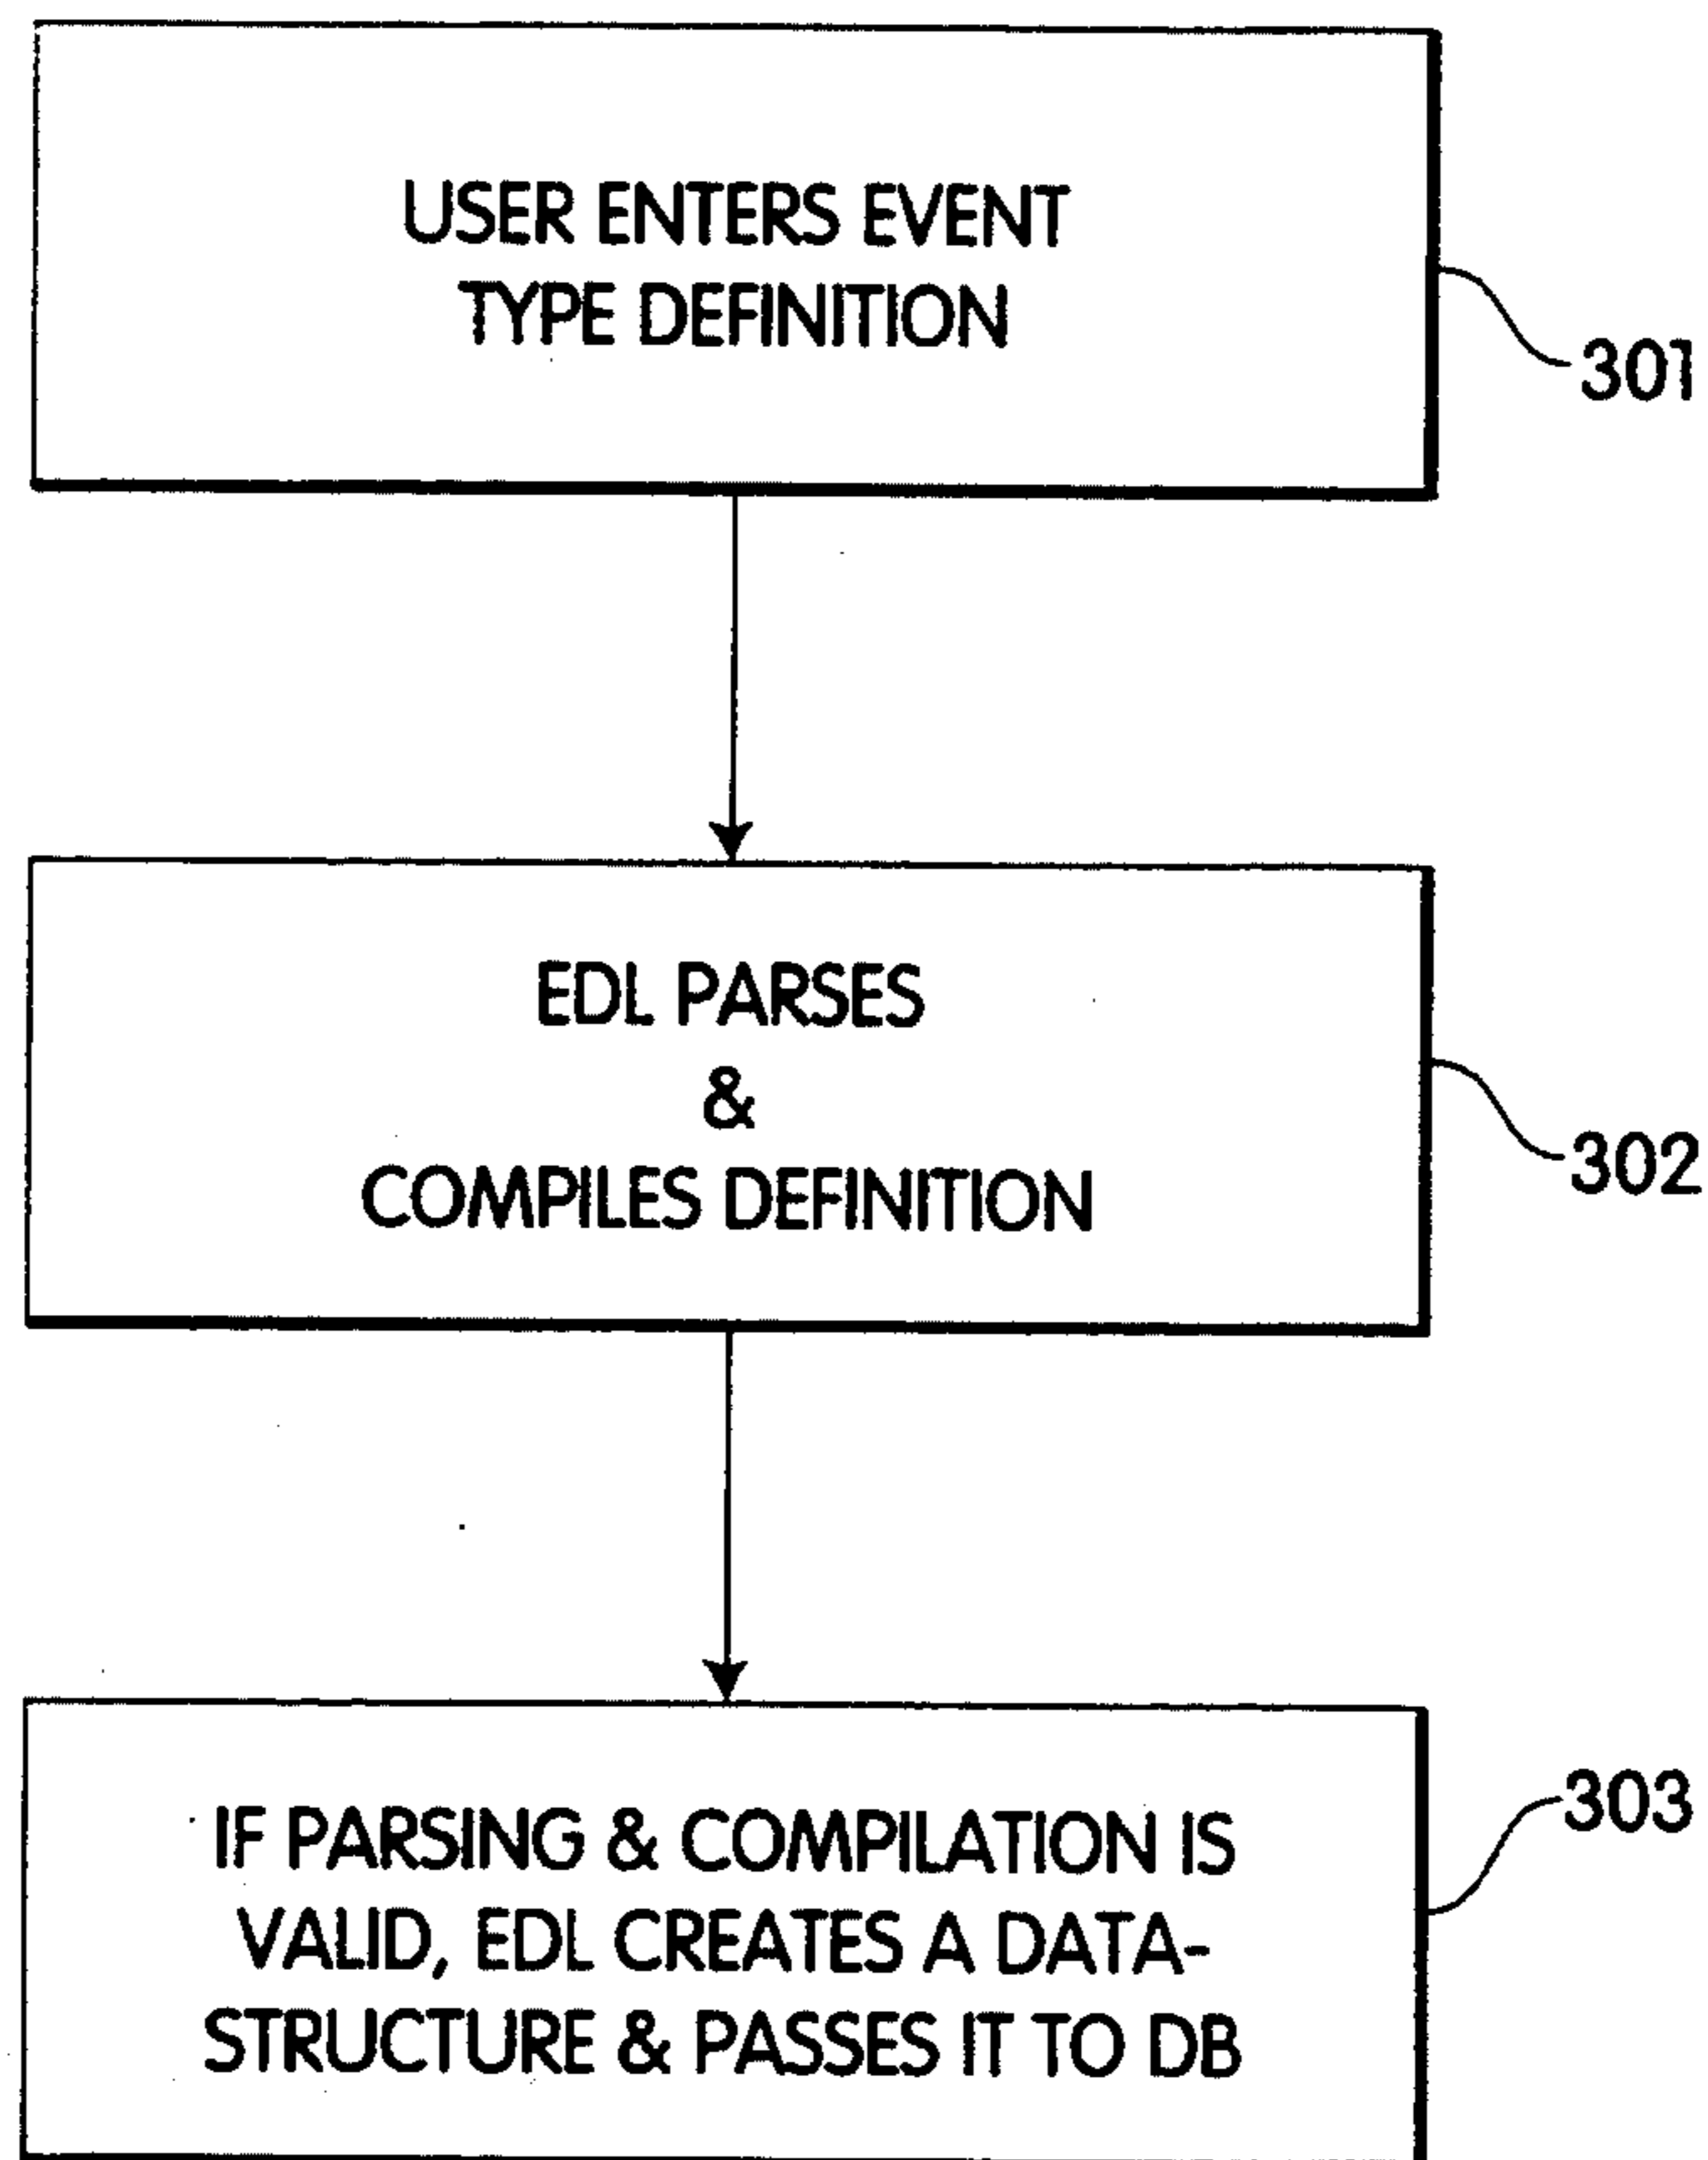 USER ENTERS EVENT
TYPE DEFINITION
301
EDL PARSES
&
COMPILES DEFINITION
302
IF PARSING & COMPILATION IS
VALID, EDL CREATES A DATA-
STRUCTURE & PASSES IT TO DB
303